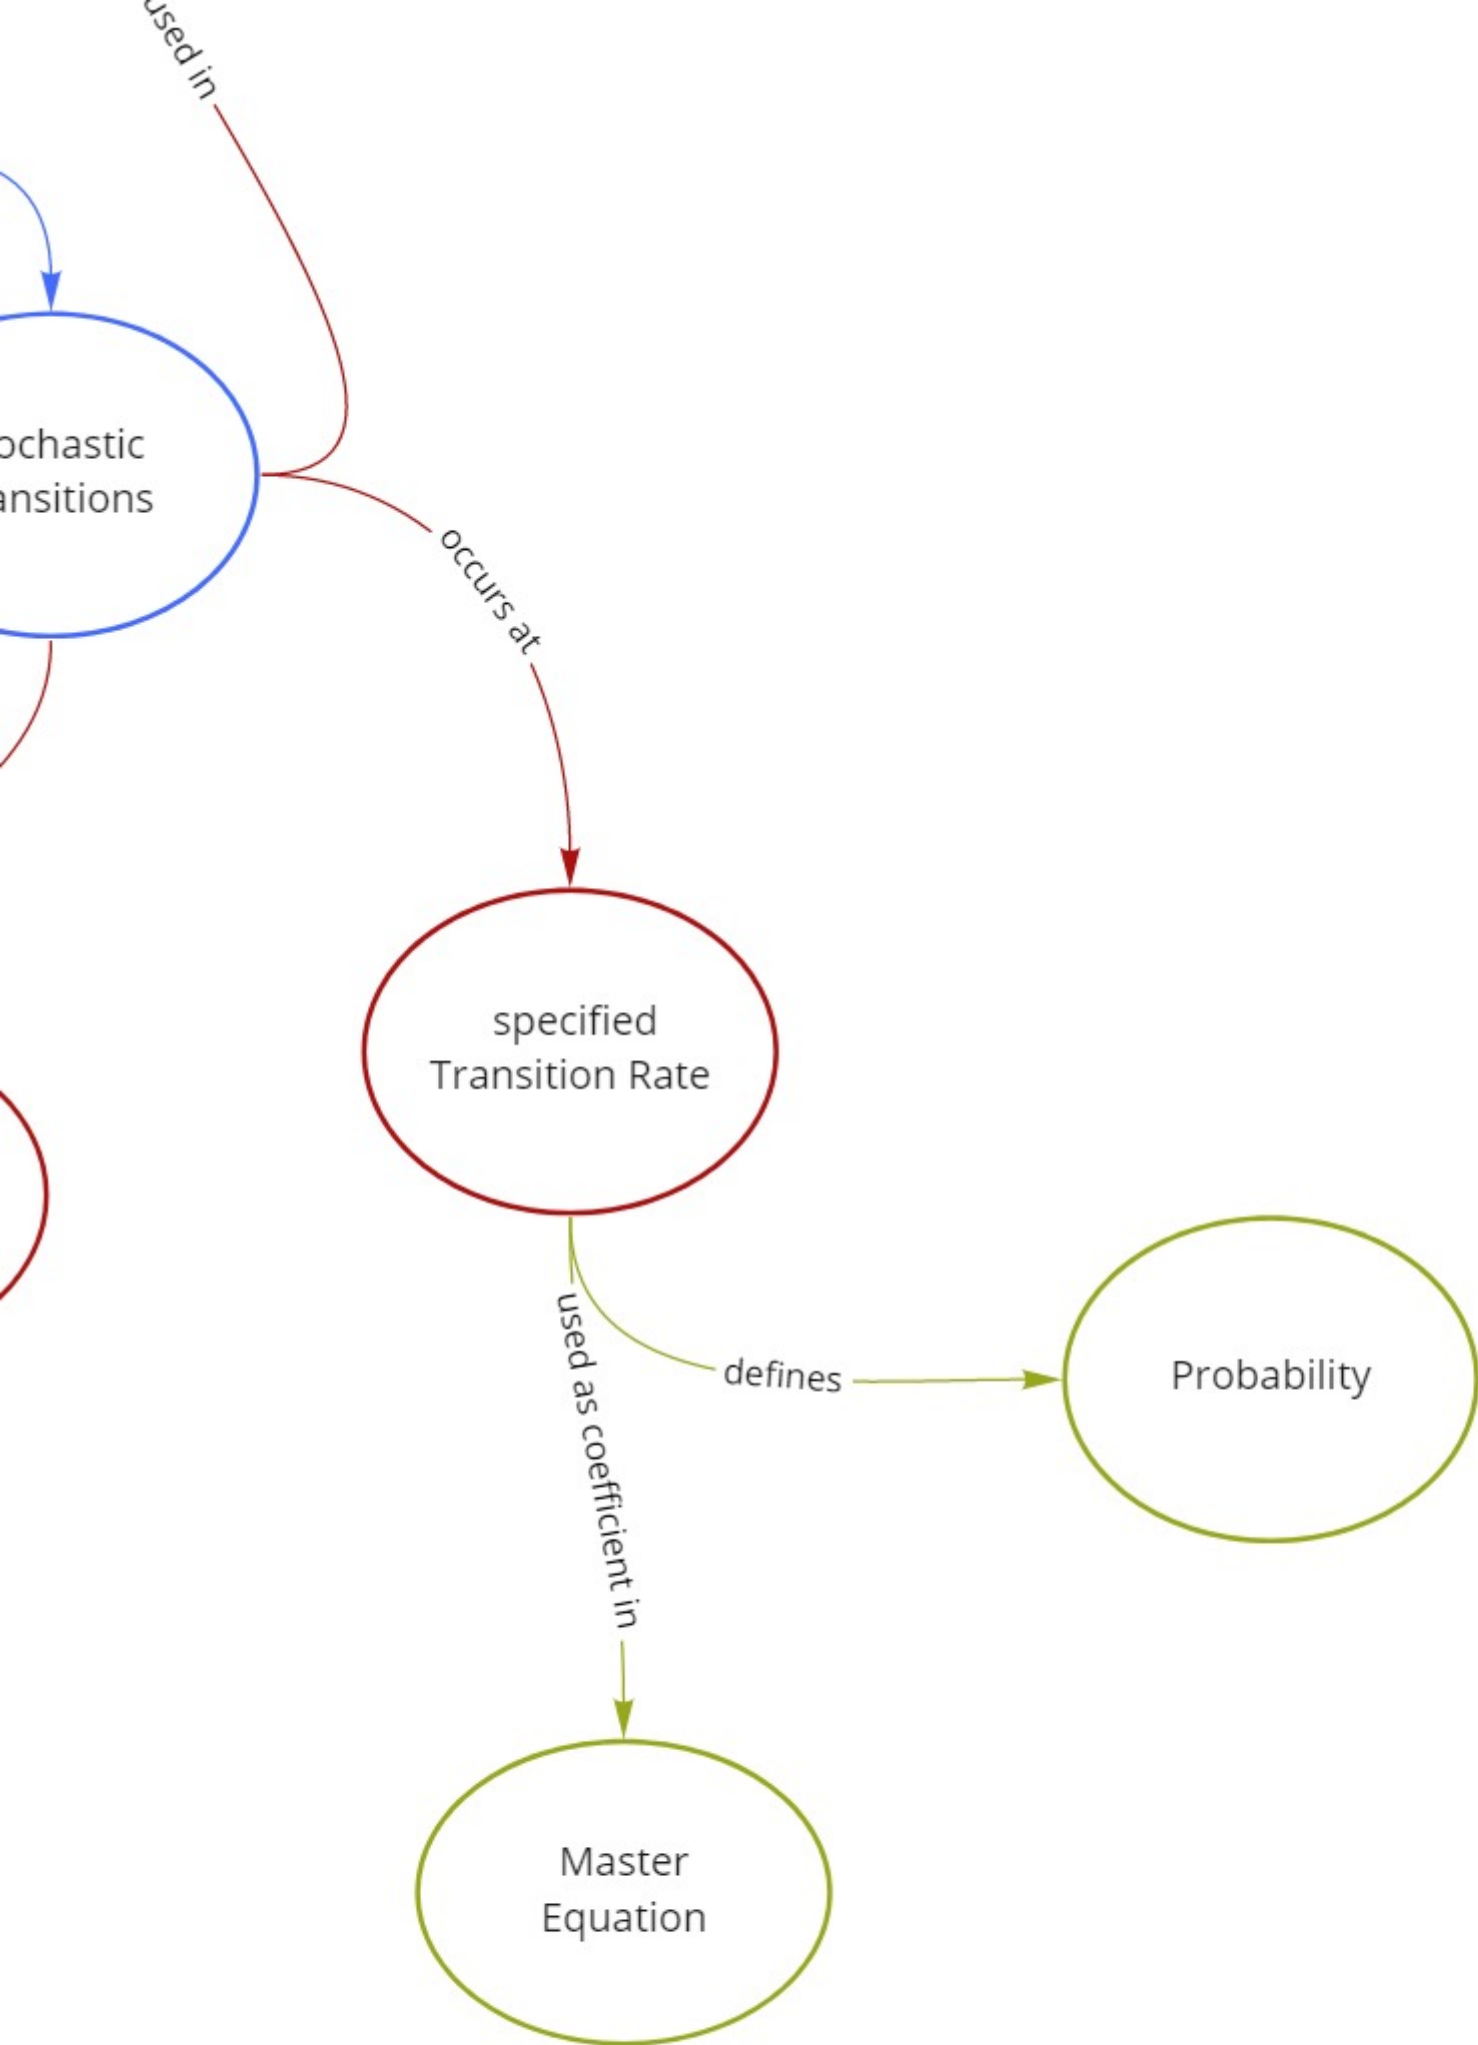 used in
ochastic
ansitions
occurs at
specified
Transition Rate
used as coefficient in
defines
Probability
Master
Equation